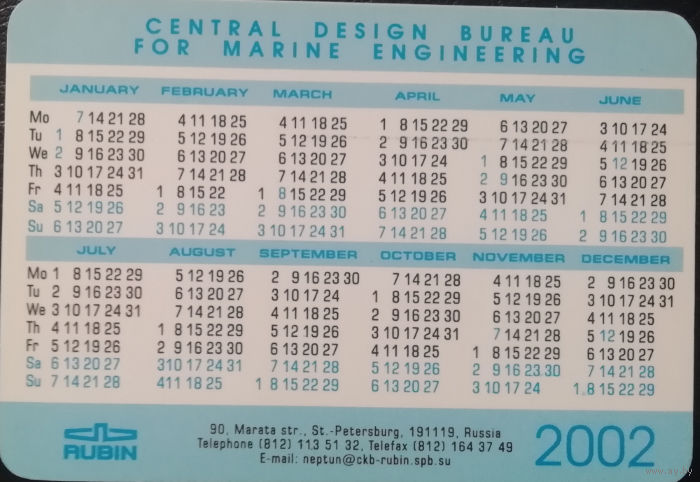 CENTRAL DESIGN BUREAU
FOR MARINE ENGINEERING
JANUARY FEBRUARY MARCH APRIL MAY JUNE
Mo 7 14 21 28 4 11 18 25 4 11 18 25 1 8 15 22 29 6 13 20 27 3 10 17 24
Tu 1 8 15 22 29 5 12 19 26 5 12 19 26 2 9 16 23 30 7 14 21 28 4 11 18 25
We 2 9 16 23 30 6 13 20 27 6 13 20 27 3 10 17 24 1 8 15 22 29 5 12 19 26
Th 3 10 17 24 31 7 14 21 28 7 14 21 28 4 11 18 25 2 9 16 23 30 6 13 20 27
Fr 4 11 18 25 1 8 15 22 1 8 15 22 29 5 12 19 26 3 10 17 24 31 7 14 21 28
Sa 5 12 19 26 2 9 16 23 2 9 16 23 30 6 13 20 27 4 11 18 25 1 8 15 22 29
Su 6 13 20 27 3 10 17 24 3 10 17 24 31 7 14 21 28 5 12 19 26 2 9 16 23 30
JULY AUGUST SEPTEMBER OCTOBER NOVEMBER DECEMBER
Mo 1 8 15 22 29 5 12 19 26 2 9 16 23 30 7 14 21 28 4 11 18 25 2 9 16 23 30
Tu 2 9 16 23 30 6 13 20 27 3 10 17 24 1 8 15 22 29 5 12 19 26 3 10 17 24 31
We 3 10 17 24 31 7 14 21 28 4 11 18 25 2 9 16 23 30 6 13 20 27 4 11 18 25
Th 4 11 18 25 1 8 15 22 29 5 12 19 26 3 10 17 24 31 7 14 21 28 5 12 19 26
Fr 5 12 19 26 2 9 16 23 30 6 13 20 27 4 11 18 25 1 8 15 22 29 6 13 20 27
Sa 6 13 20 27 310 17 24 31 7 14 21 28 5 12 19 26 2 9 16 23 30 7 14 21 28
Su 7 14 21 28 411 18 25 1 8 15 22 29 6 13 20 27 3 10 17 24 1.8 15 22 29
RUBIN
90, Marata str., St.-Petersburg, 191119, Russia
Telephone (812) 113 51 32, Telefax (812) 164 37 49
E-mail: neptun@ckb-rubin.spb.su
2002
www.ay.by